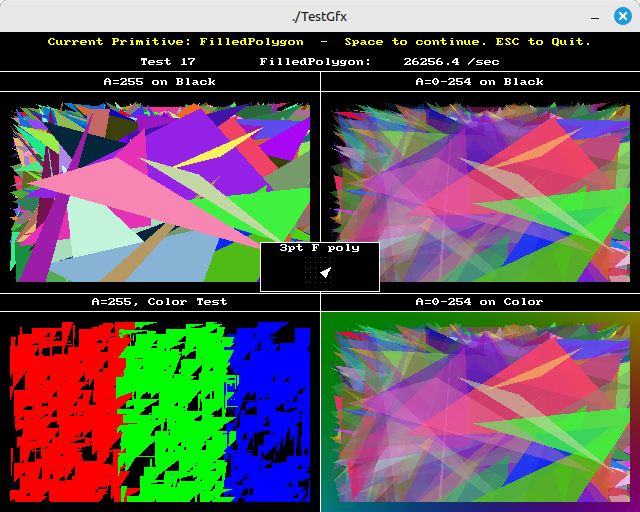 ./TestGfx
Current Primitive: FilledPolygon  -  Space to continue. ESC to Quit.
Test 17 FilledPolygon: 26256.4 /sec
A=255 on Black
A=0-254 on Black
3pt F poly
A=255, Color Test
A=0-254 on Color